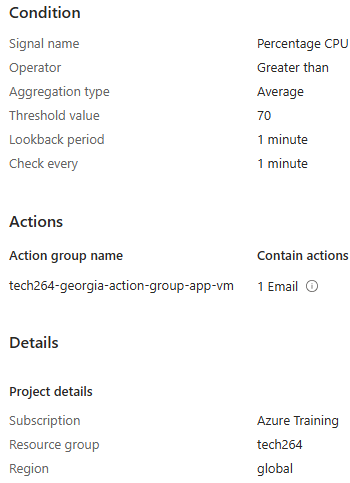 Condition
Signal name Percentage CPU
Operator Greater than
Aggregation type Average
Threshold value 70
Lookback period 1 minute
Check every 1 minute
Actions
Action group name Contain actions
tech264-georgia-action-group-app-vm 1 Email
Details
Project details
Subscription Azure Training
Resource group tech264
Region global